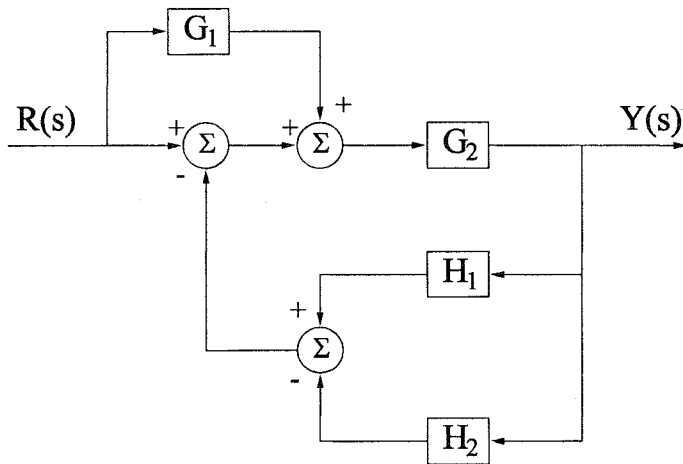 G₁
+
R(s)
+
Σ
+
Σ
G₂
Y(s)
-
H₁
+
Σ
-
H₂